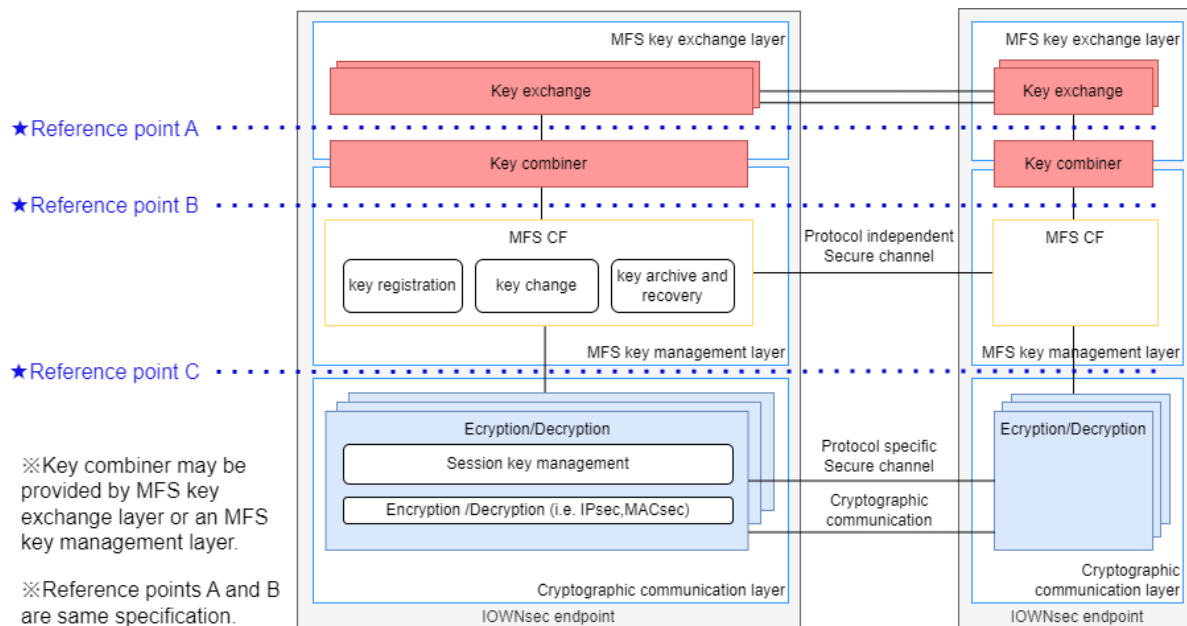 MFS key exchange layer
MFS key exchange layer
Key exchange
Key exchange
★Reference point A
Key combiner
Key combiner
★Reference point B
MFS CF
Protocol independent
Secure channel
MFS CF
key registration
key change
key archive and
recovery
MFS key management layer
MFS key management layer
★Reference point C
Ecryption/Decryption
Ecryption/Decryption
Session key management
Protocol specific
Secure channel
Encryption /Decryption (i.e. IPsec,MACsec)
Cryptographic
communication
※Key combiner may be
provided by MFS key
exchange layer or an MFS
key management layer.
※Reference points A and B
are same specification.
Cryptographic communication layer
Cryptographic
communication layer
IOWNsec endpoint
IOWNsec endpoint